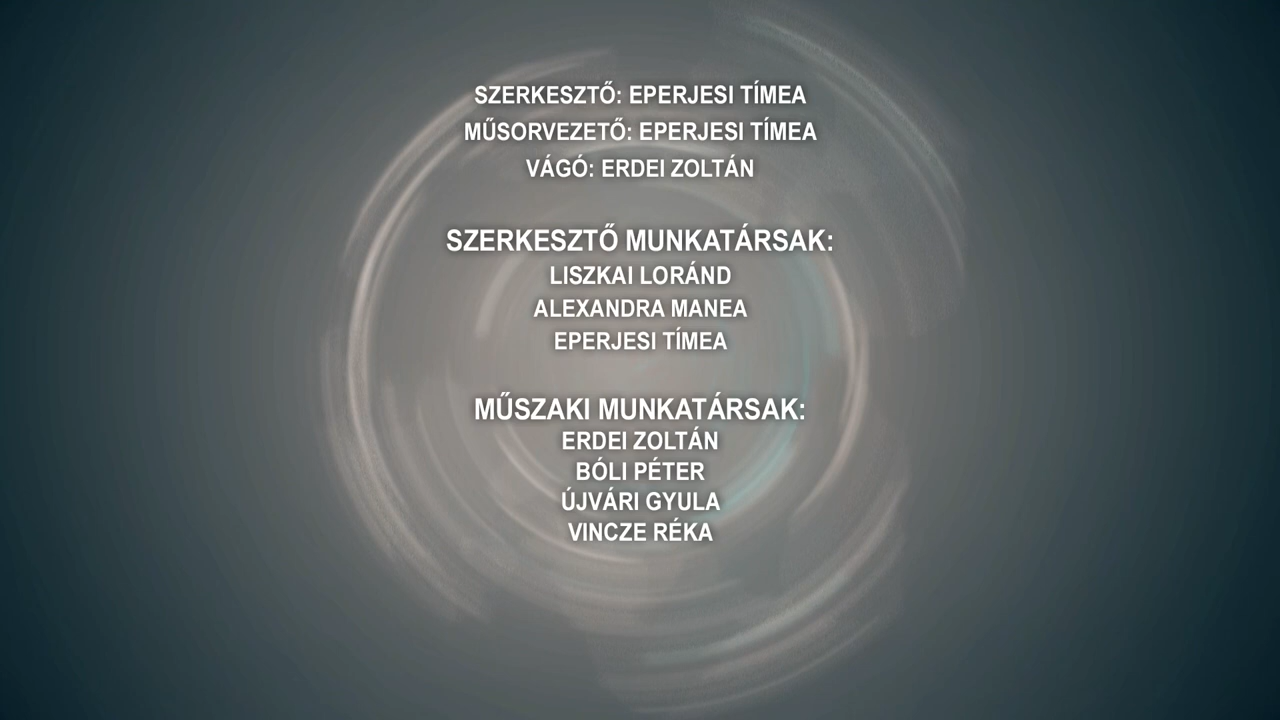 SZERKESZTŐ: EPERJESI TÍMEA
MŰSORVEZETŐ: EPERJESI TÍMEA
VÁGÓ: ERDEI ZOLTÁN
SZERKESZTŐ MUNKATÁRSAK:
LISZKAI LORÁND
ALEXANDRA MANEA
EPERJESI TÍMEA
MŰSZAKI MUNKATÁRSAK:
ERDEI ZOLTÁN
BÓLI PÉTER
ÚJVÁRI GYULA
VINCZE RÉKA